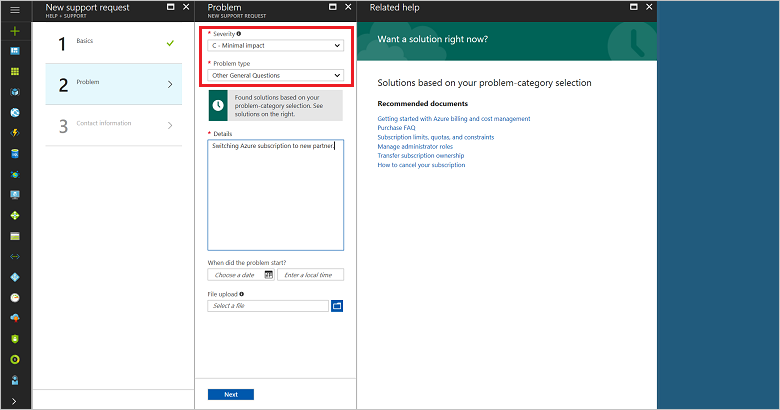 New support request
HELP + SUPPORT
1 Basics
2 Problem
3 Contact information
Problem
NEW SUPPORT REQUEST
* Severity
C - Minimal impact
* Problem type
Other General Questions
Found solutions based on your
problem-category selection. See
solutions on the right.
* Details
Switching Azure subscription to new partner.
When did the problem start?
Choose a date
Enter a local time
File upload
Select a file
Next
Related help
Want a solution right now?
Solutions based on your problem-category selection
Recommended documents
Getting started with Azure billing and cost management
Purchase FAQ
Subscription limits, quotas, and constraints
Manage administrator roles
Transfer subscription ownership
How to cancel your subscription